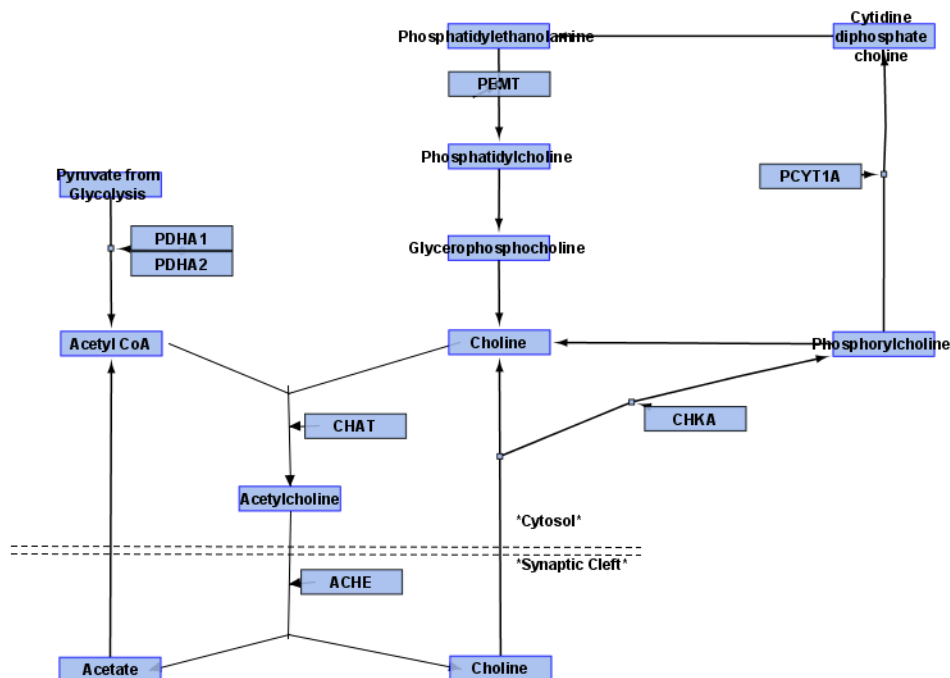 Phosphatidylethanolamine
Cytidine
diphosphate
choline
PEMT
Phosphatidylcholine
Pyruvate from
Glycolysis
PCYT1A
PDHA1
PDHA2
Glycerophosphocholine
Acetyl CoA
Choline
Phosphorylcholine
CHAT
CHKA
Acetylcholine
*Cytosol*
*Synaptic Cleft*
ACHE
Acetate
Choline